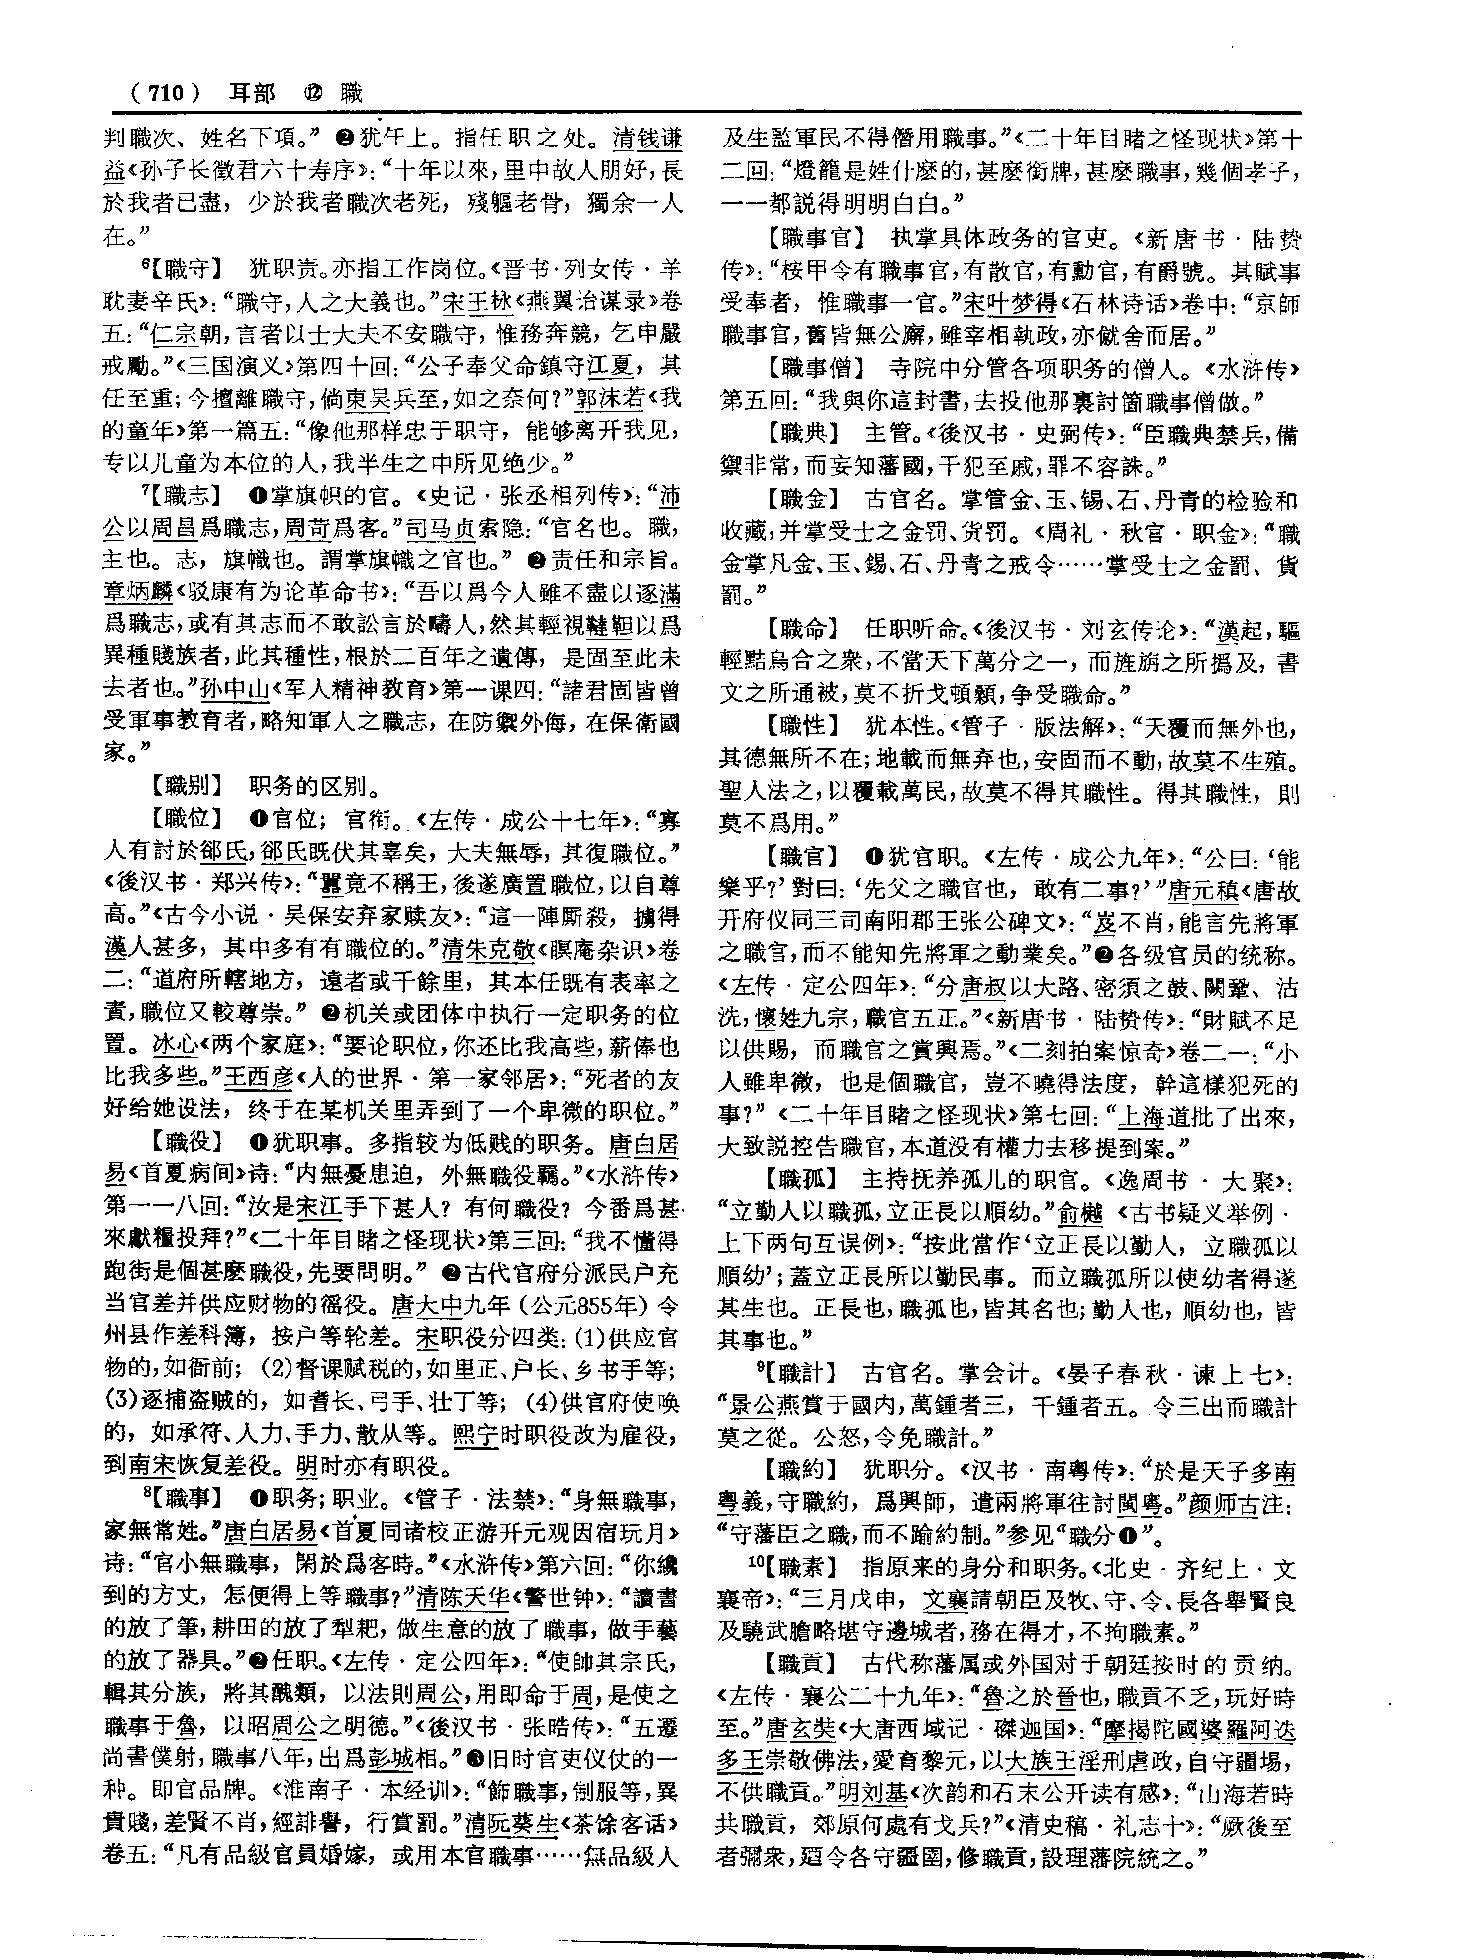 （710） 耳部 ⑫ 職
判職次、姓名下項。” ❷犹午上。指任职之处。清钱谦
益《孙子长徵君六十寿序》：“十年以來，里中故人朋好，長
於我者已盡，少於我者職次老死，殘軀老骨，獨余一人
在。”
6【職守】 犹职责。亦指工作岗位。《晋书·列女传·羊
耽妻辛氏》：“職守，人之大義也。”宋王栐《燕翼诒谋录》卷
五：“仁宗朝，言者以士大夫不安職守，惟務奔競，乞申嚴
戒勵。”《三国演义》第四十回：“公子奉父命鎮守江夏，其
任至重；今擅離職守，倘東吴兵至，如之奈何？”郭沫若《我
的童年》第一篇五：“像他那样忠于职守，能够离开我见，
专以儿童为本位的人，我半生之中所见绝少。”
7【職志】 ❶掌旗帜的官。《史记·张丞相列传》：“沛
公以周昌爲職志，周苛爲客。”司马贞索隐：“官名也。職，
主也。志，旗幟也。謂掌旗幟之官也。” ❷责任和宗旨。
章炳麟《驳康有为论革命书》：“吾以爲今人雖不盡以逐滿
爲職志，或有其志而不敢訟言於疇人，然其輕視韃靼以爲
異種賤族者，此其種性，根於二百年之遺傳，是固至此未
去者也。”孙中山《军人精神教育》第一课四：“諸君固皆曾
受軍事教育者，略知軍人之職志，在防禦外侮，在保衛國
家。”
【職别】 职务的区别。
【職位】 ❶官位；官衔。《左传·成公十七年》：“寡
人有討於郤氏，郤氏既伏其辜矣，大夫無辱，其復職位。”
《後汉书·郑兴传》：“囂竟不稱王，後遂廣置職位，以自尊
高。”《古今小说·吴保安弃家赎友》：“這一陣厮殺，擄得
漢人甚多，其中多有有職位的。”清朱克敬《瞑庵杂识》卷
二：“道府所轄地方，遠者或千餘里，其本任既有表率之
責，職位又較尊崇。” ❷机关或团体中执行一定职务的位
置。冰心《两个家庭》：“要论职位，你还比我高些，薪俸也
比我多些。”王西彦《人的世界·第一家邻居》：“死者的友
好给她设法，终于在某机关里弄到了一个卑微的职位。”
【職役】 ❶犹职事。多指较为低贱的职务。唐白居
易《首夏病间》诗：“内無憂患迫，外無職役羈。”《水浒传》
第一一八回：“汝是宋江手下甚人？有何職役？今番爲甚
來獻糧投拜？”《二十年目睹之怪现状》第三回：“我不懂得
跑街是個甚麽職役，先要問明。” ❷古代官府分派民户充
当官差并供应财物的徭役。唐大中九年（公元855年）令
州县作差科簿，按户等轮差。宋职役分四类：(1)供应官
物的，如衙前；(2)督课赋税的，如里正、户长、乡书手等；
(3)逐捕盗贼的，如耆长、弓手、壮丁等；(4)供官府使唤
的，如承符、人力、手力、散从等。熙宁时职役改为雇役，
到南宋恢复差役。明时亦有职役。
8【職事】 ❶职务；职业。《管子·法禁》：“身無職事，
家無常姓。”唐白居易《首夏同诸校正游开元观因宿玩月》
诗：“官小無職事，閑於爲客時。”《水浒传》第六回：“你纔
到的方丈，怎便得上等職事？”清陈天华《警世钟》：“讀書
的放了筆，耕田的放了犁耙，做生意的放了職事，做手藝
的放了器具。”❷任职。《左传·定公四年》：“使帥其宗氏，
輯其分族，將其醜類，以法則周公，用即命于周，是使之
職事于魯，以昭周公之明德。”《後汉书·张晧传》：“五遷
尚書僕射，職事八年，出爲彭城相。”❸旧时官吏仪仗的一
种。即官品牌。《淮南子·本经训》：“飾職事，制服等，異
貴賤，差賢不肖，經誹譽，行賞罰。”清阮葵生《茶馀客话》
卷五：“凡有品級官員婚嫁，或用本官職事……無品級人
及生監軍民不得僭用職事。”《二十年目睹之怪现状》第十
二回：“燈籠是姓什麽的，甚麽銜牌，甚麽職事，幾個孝子，
一一都説得明明白白。”
【職事官】 执掌具体政务的官吏。《新唐书·陆贽
传》：“桉甲令有職事官，有散官，有勳官，有爵號。其賦事
受奉者，惟職事一官。”宋叶梦得《石林诗话》卷中：“京師
職事官，舊皆無公廨，雖宰相執政，亦僦舍而居。”
【職事僧】 寺院中分管各项职务的僧人。《水浒传》
第五回：“我與你這封書，去投他那裏討箇職事僧做。”
【職典】 主管。《後汉书·史弼传》：“臣職典禁兵，備
禦非常，而妄知藩國，干犯至戚，罪不容誅。”
【職金】 古官名。掌管金、玉、锡、石、丹青的检验和
收藏，并掌受士之金罚、货罚。《周礼·秋官·职金》：“職
金掌凡金、玉、錫、石、丹青之戒令……掌受士之金罰、貨
罰。”
【職命】 任职听命。《後汉书·刘玄传论》：“漢起，驅
輕黠烏合之衆，不當天下萬分之一，而旌旃之所撝及，書
文之所通被，莫不折戈頓顙，争受職命。”
【職性】 犹本性。《管子·版法解》：“天覆而無外也，
其德無所不在；地載而無弃也，安固而不動，故莫不生殖。
聖人法之，以覆載萬民，故莫不得其職性。得其職性，則
莫不爲用。”
【職官】 ❶犹官职。《左传·成公九年》：“公曰：‘能
樂乎？’對曰：‘先父之職官也，敢有二事？’”唐元稹《唐故
开府仪同三司南阳郡王张公碑文》：“岌不肖，能言先將軍
之職官，而不能知先將軍之勳業矣。”❷各级官员的统称。
《左传·定公四年》：“分唐叔以大路、密須之鼓、闕鞏、沽
洗，懷姓九宗，職官五正。”《新唐书·陆贽传》：“財賦不足
以供賜，而職官之賞興焉。”《二刻拍案惊奇》卷二一：“小
人雖卑微，也是個職官，豈不曉得法度，幹這樣犯死的
事？”《二十年目睹之怪现状》第七回：“上海道批了出來，
大致説控告職官，本道没有權力去移提到案。”
【職孤】 主持抚养孤儿的职官。《逸周书·大聚》：
“立勤人以職孤，立正長以順幼。”俞樾《古书疑义举例·
上下两句互误例》：“按此當作‘立正長以勤人，立職孤以
順幼’；蓋立正長所以勤民事。而立職孤所以使幼者得遂
其生也。正長也，職孤也，皆其名也；勤人也，順幼也，皆
其事也。”
9【職計】 古官名。掌会计。《晏子春秋·谏上七》：
“景公燕賞于國内，萬鍾者三，千鍾者五。令三出而職計
莫之從。公怒，令免職計。”
【職約】 犹职分。《汉书·南粤传》：“於是天子多南
粤義，守職約，爲興師，遣兩將軍往討閩粤。”颜师古注：
“守藩臣之職，而不踰約制。”参见“職分❶”。
10【職素】 指原来的身分和职务。《北史·齐纪上·文
襄帝》：“三月戊申，文襄請朝臣及牧、守、令、長各舉賢良
及驍武膽略堪守邊城者，務在得才，不拘職素。”
【職貢】 古代称藩属或外国对于朝廷按时的贡纳。
《左传·襄公二十九年》：“魯之於晉也，職貢不乏，玩好時
至。”唐玄奘《大唐西域记·磔迦国》：“摩揭陀國婆羅阿迭
多王崇敬佛法，愛育黎元，以大族王淫刑虐政，自守疆埸，
不供職貢。”明刘基《次韵和石末公开读有感》：“山海若時
共職貢，郊原何處有戈兵？”《清史稿·礼志十》：“厥後至
者彌衆，迺令各守疆圉，修職貢，設理藩院統之。”